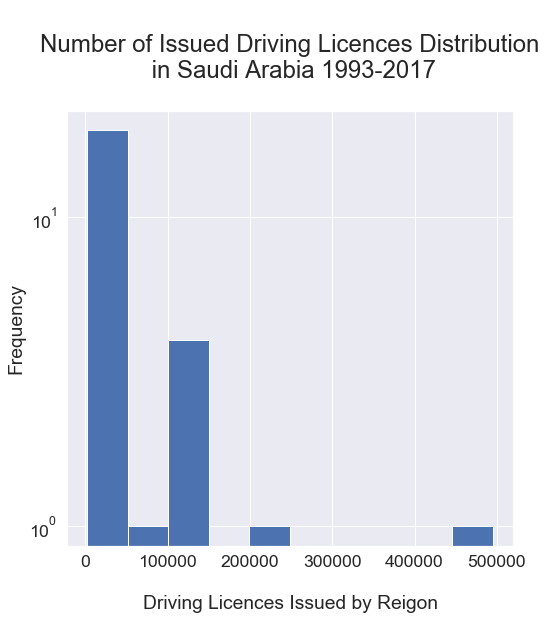 Number of Issued Driving Licences Distribution
in Saudi Arabia 1993-2017
10^1
10^0
Frequency
0 100000 200000 300000 400000 500000
Driving Licences Issued by Reigon